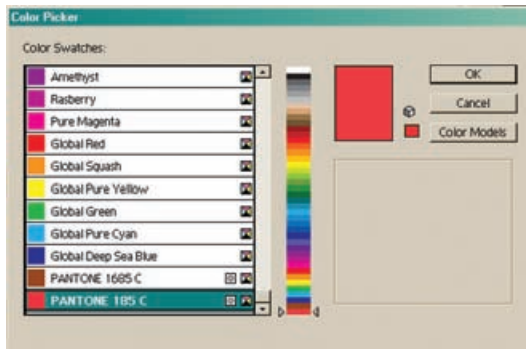 Color Picker
Color Swatches:
Amethyst
Rasberry
Pure Magenta
Global Red
Global Squash
Global Pure Yellow
Global Green
Global Pure Cyan
Global Deep Sea Blue
PANTONE 1685 C
PANTONE 185 C
OK
Cancel
Color Models